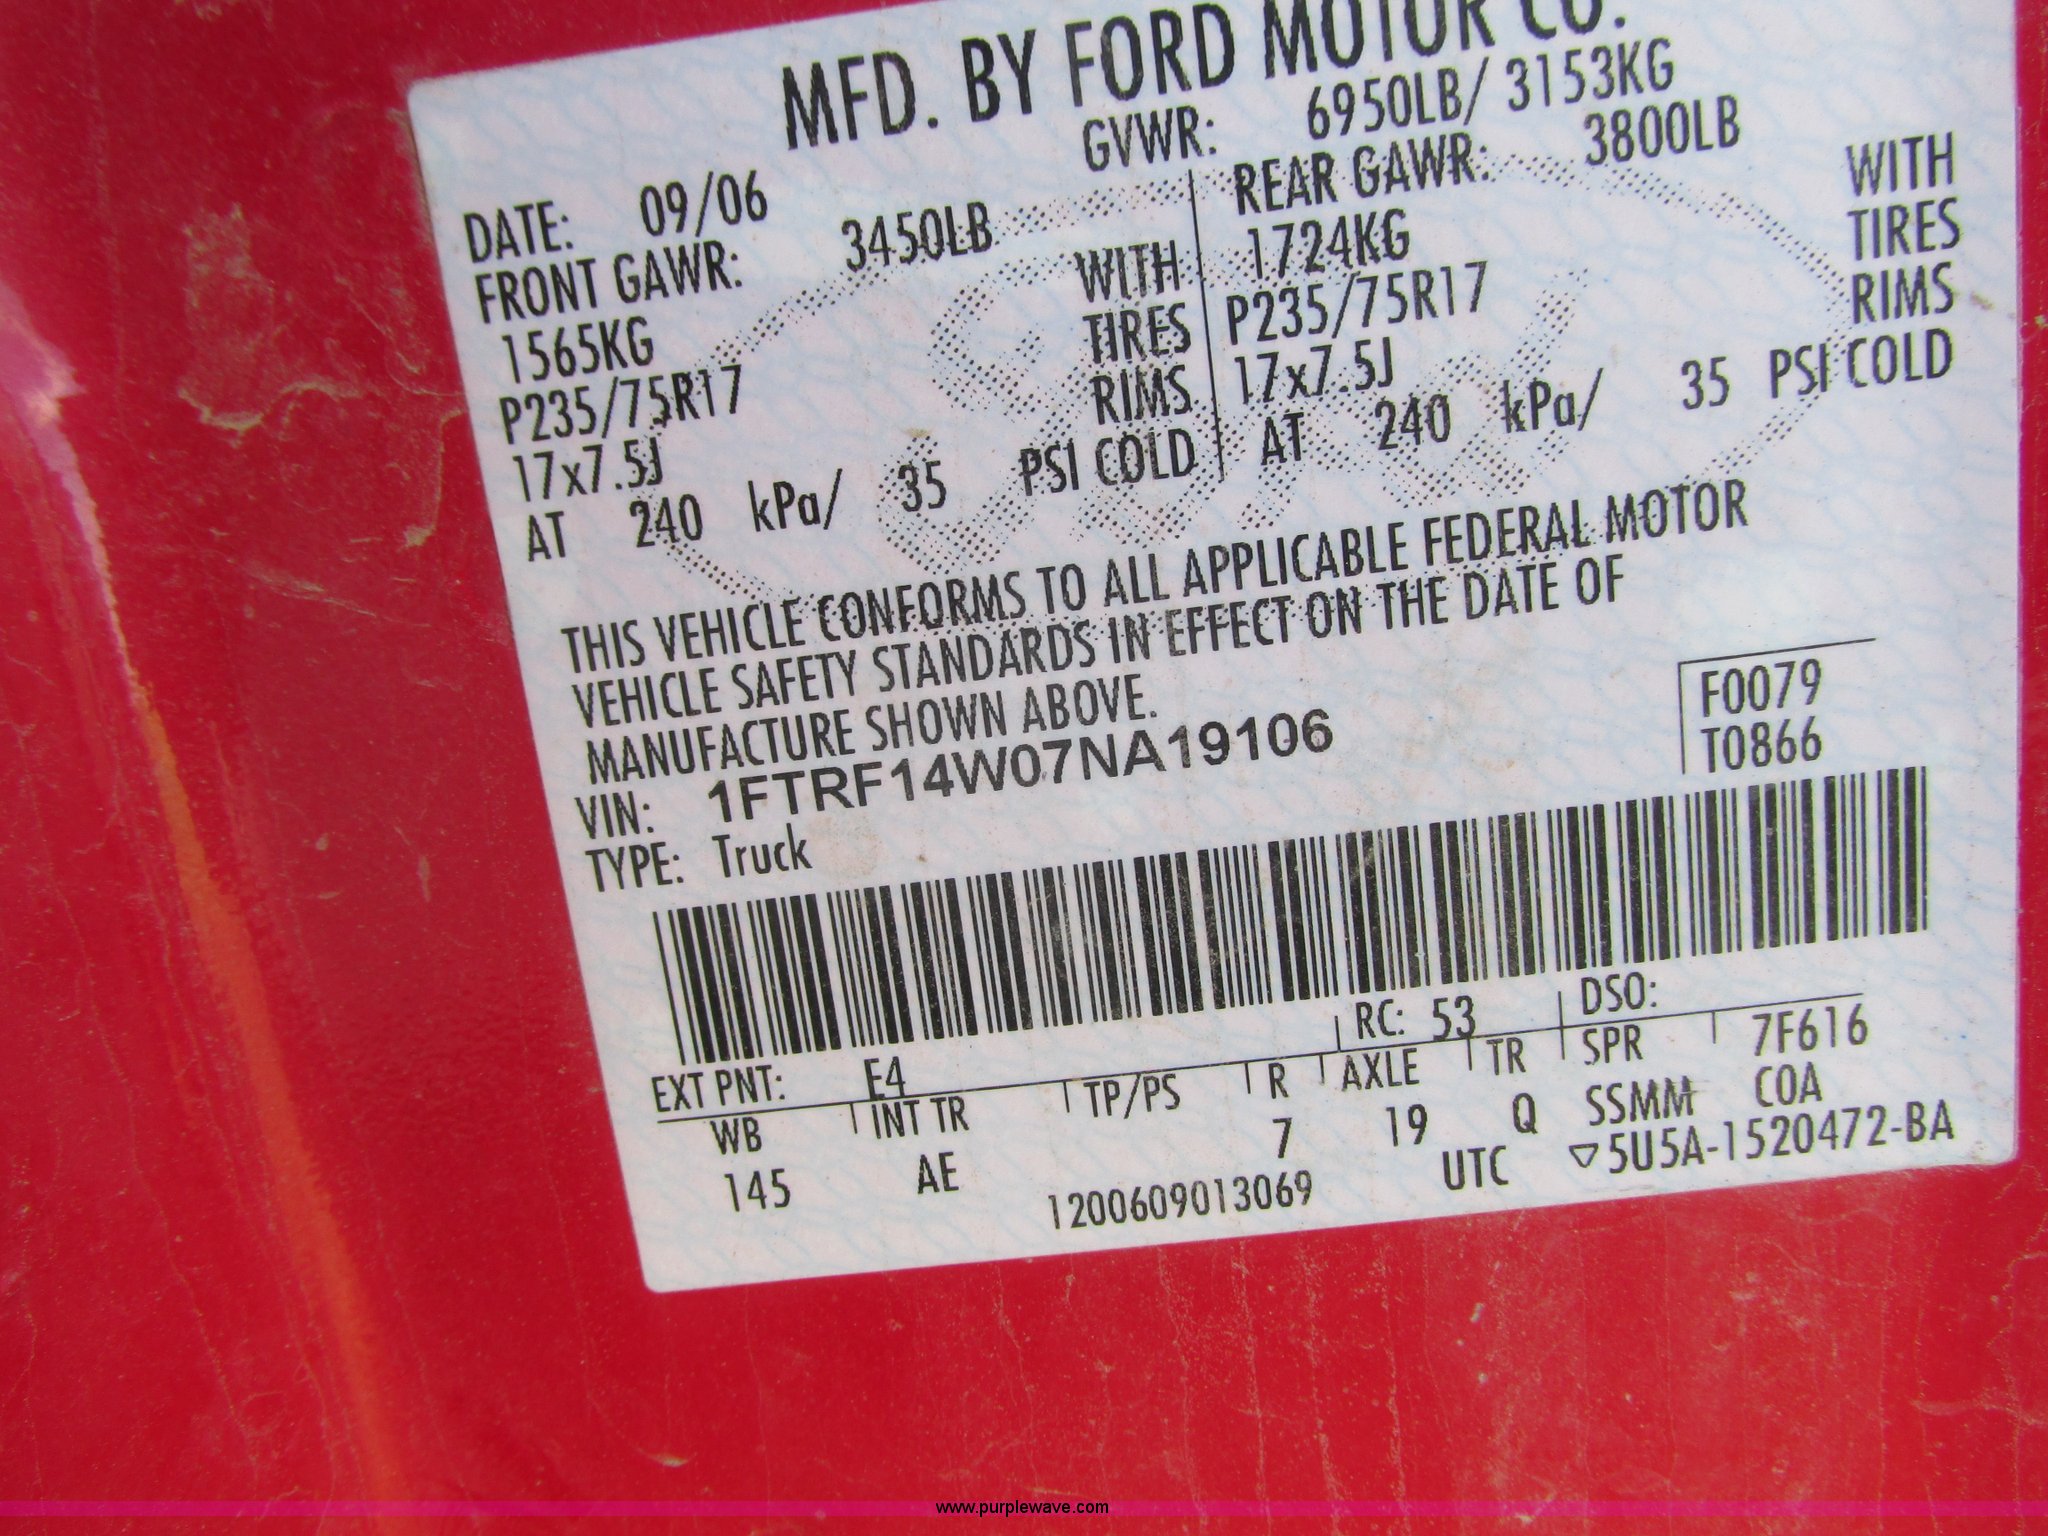 MFD. BY FORD MOTOR CO.
DATE: 09/06 GVWR: 6950LB/ 3153KG
FRONT GAWR: 3450LB REAR GAWR: 3800LB
1565KG WITH 1724KG WITH
P235/75R17 TIRES P235/75R17 TIRES
17x7.5J RIMS 17x7.5J RIMS
AT 240 kPa/ 35 PSI COLD AT 240 kPa/ 35 PSI COLD
THIS VEHICLE CONFORMS TO ALL APPLICABLE FEDERAL MOTOR
VEHICLE SAFETY STANDARDS IN EFFECT ON THE DATE OF
MANUFACTURE SHOWN ABOVE.
F0079
VIN: 1FTRF14W07NA19106
T0866
TYPE: Truck
EXT PNT: E4 RC: 53 DSO:
WB INT TR TP/PS R AXLE TR SPR 7F616
145 AE 7 19 Q SSMM COA
1200609013069 UTC ▽5U5A-1520472-BA
www.purplewave.com